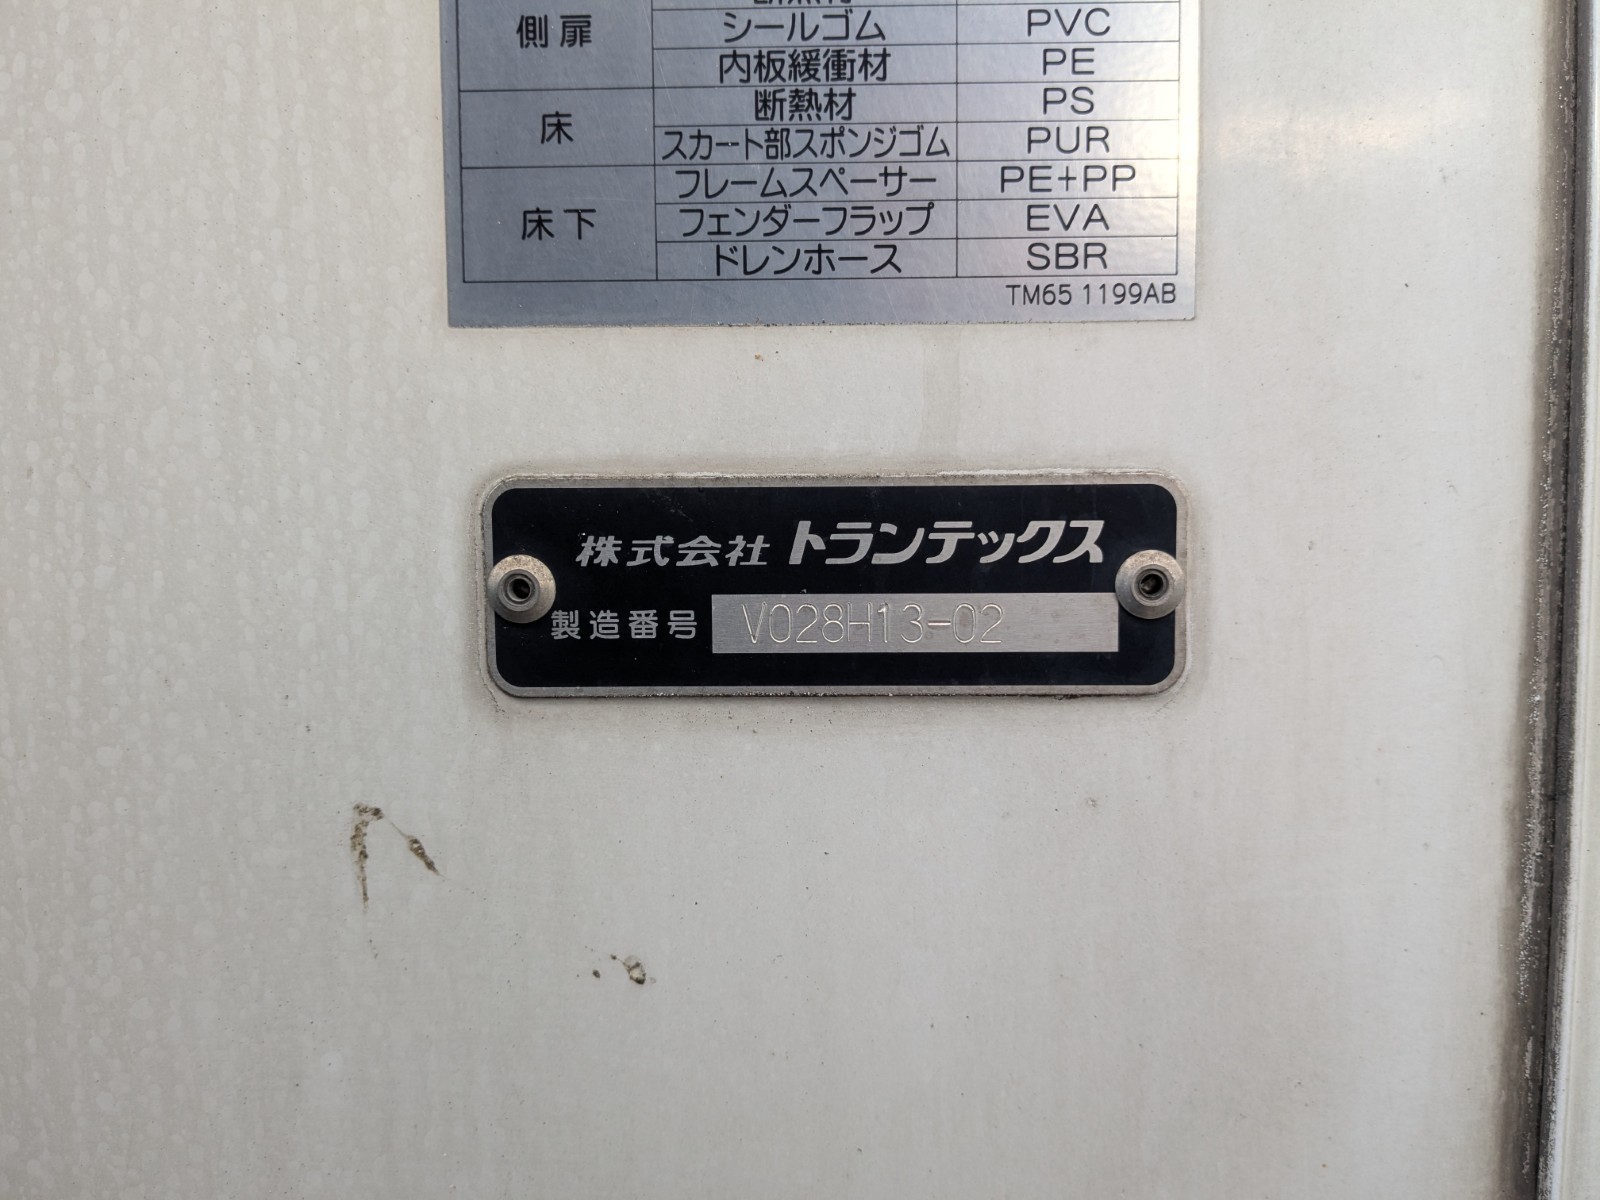 側扉 シールゴム PVC
内板緩衝材 PE
床 断熱材 PS
スカート部スポンジゴム PUR
床下 フレームスペーサー PE+PP
フェンダーフラップ EVA
ドレンホース SBR
TM65 1199AB
株式会社 トランテックス
製造番号 V028H13-02